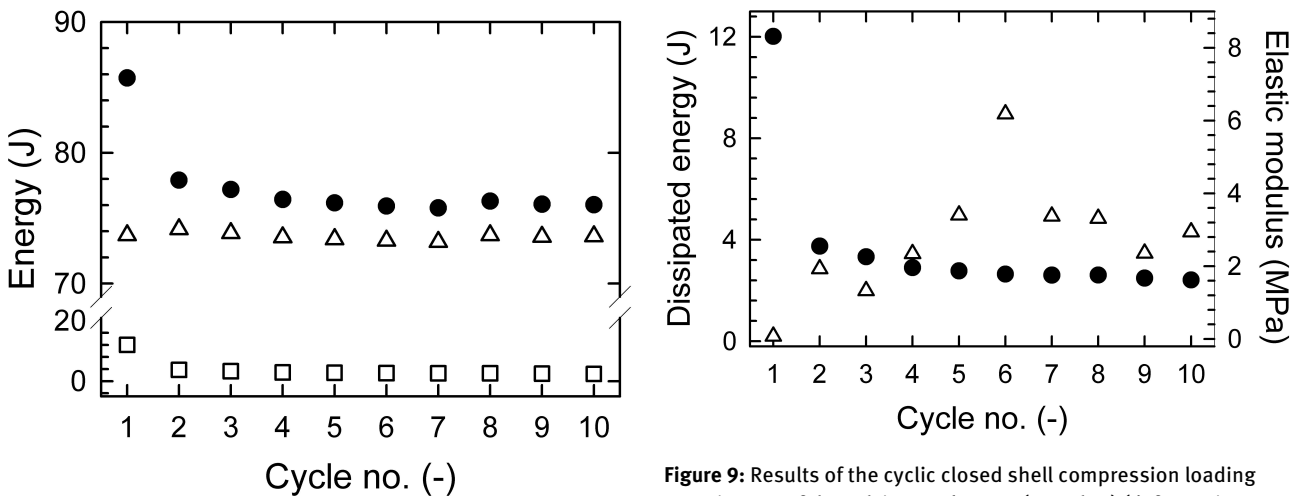 90
80
70
20
0
Energy (J)
1 2 3 4 5 6 7 8 9 10
Cycle no. (-)
12
8
4
0
Dissipated energy (J)
8
6
4
2
0
Elastic modulus (MPa)
1 2 3 4 5 6 7 8 9 10
Cycle no. (-)
Figure 9: Results of the cyclic closed shell compression loading